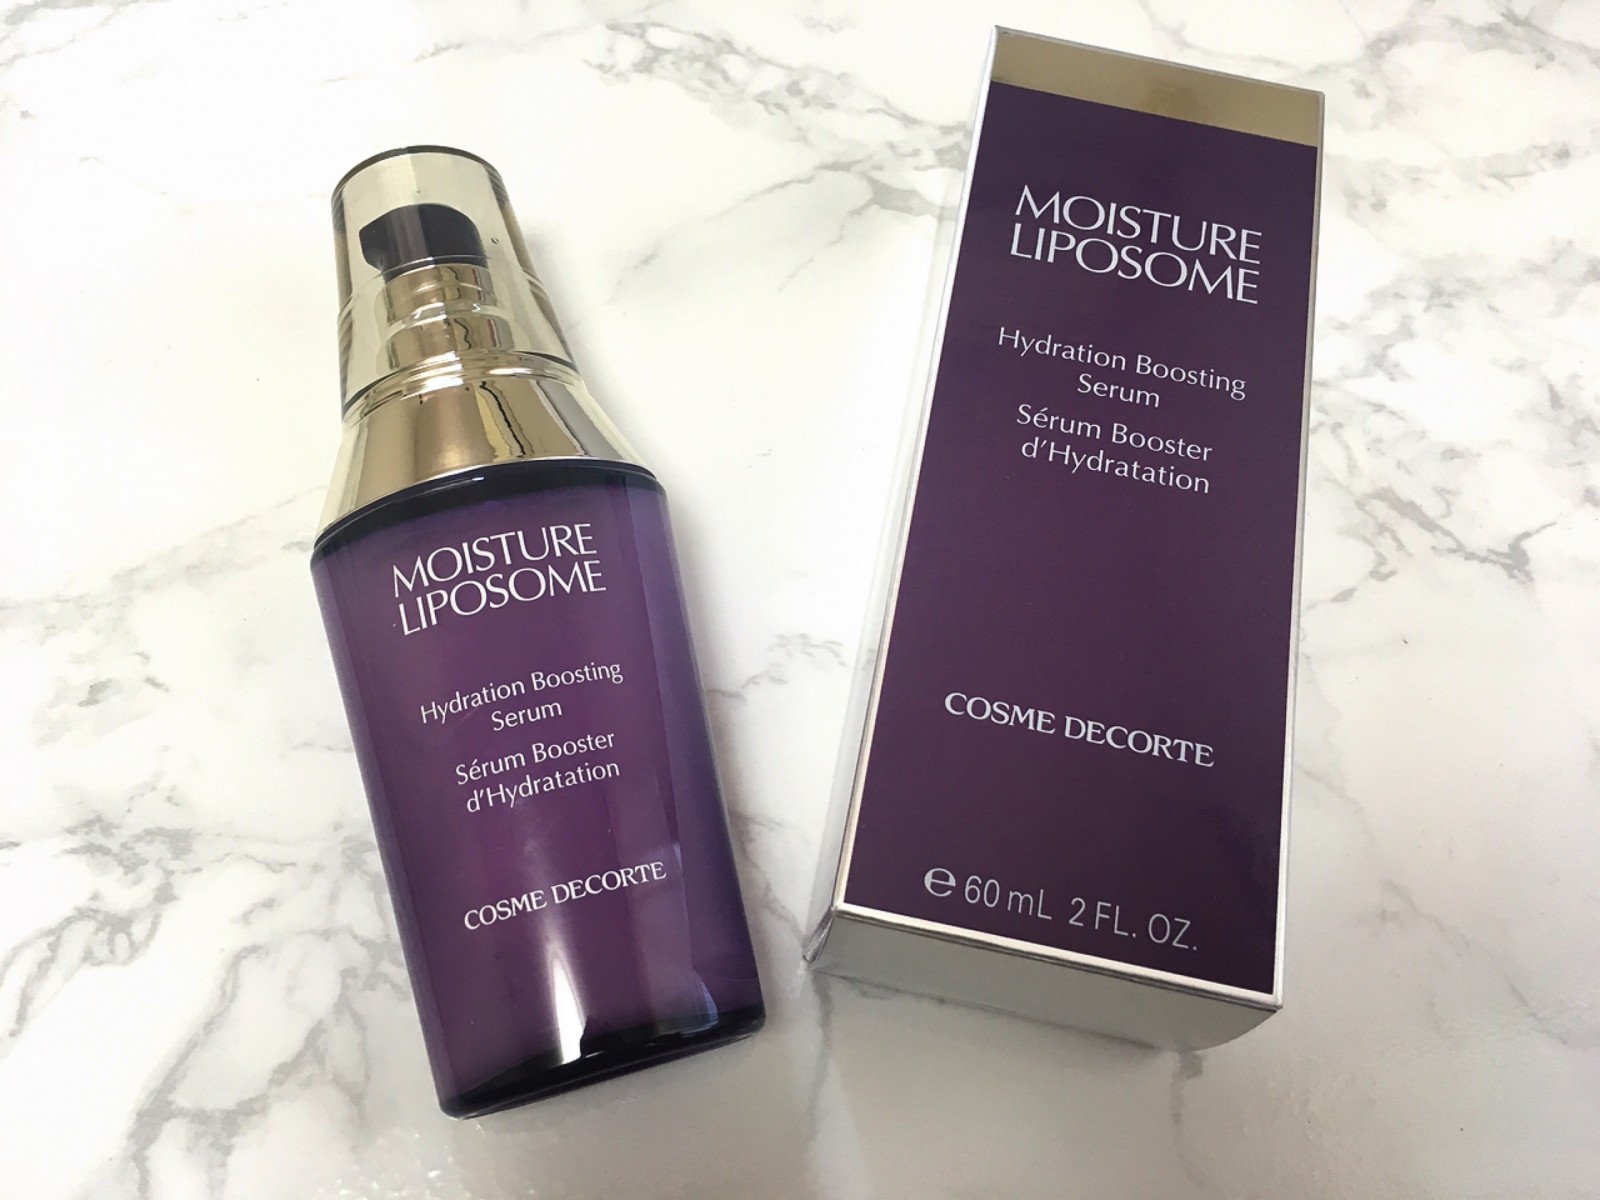 MOISTURE
LIPOSOME
Hydration Boosting
Serum
Sérum Booster
d'Hydratation
COSME DECORTE
MOISTURE
LIPOSOME
Hydration Boosting
Serum
Sérum Booster
d'Hydratation
COSME DECORTE
℮ 60 mL 2 FL. OZ.